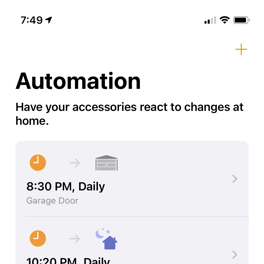 7:49
Automation
Have your accessories react to changes at
home.
8:30 PM, Daily
Garage Door
10:20 PM, Daily